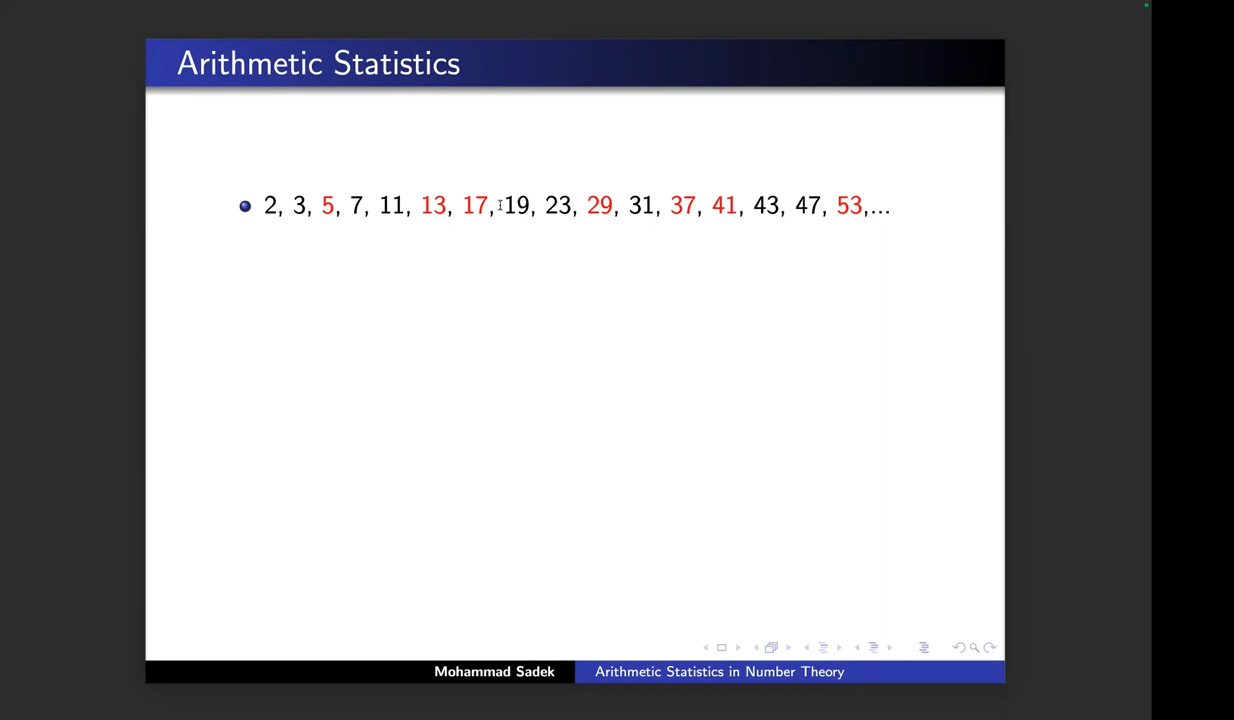 Arithmetic Statistics
2, 3, 5, 7, 11, 13, 17, 19, 23, 29, 31, 37, 41, 43, 47, 53,...
Mohammad Sadek
Arithmetic Statistics in Number Theory